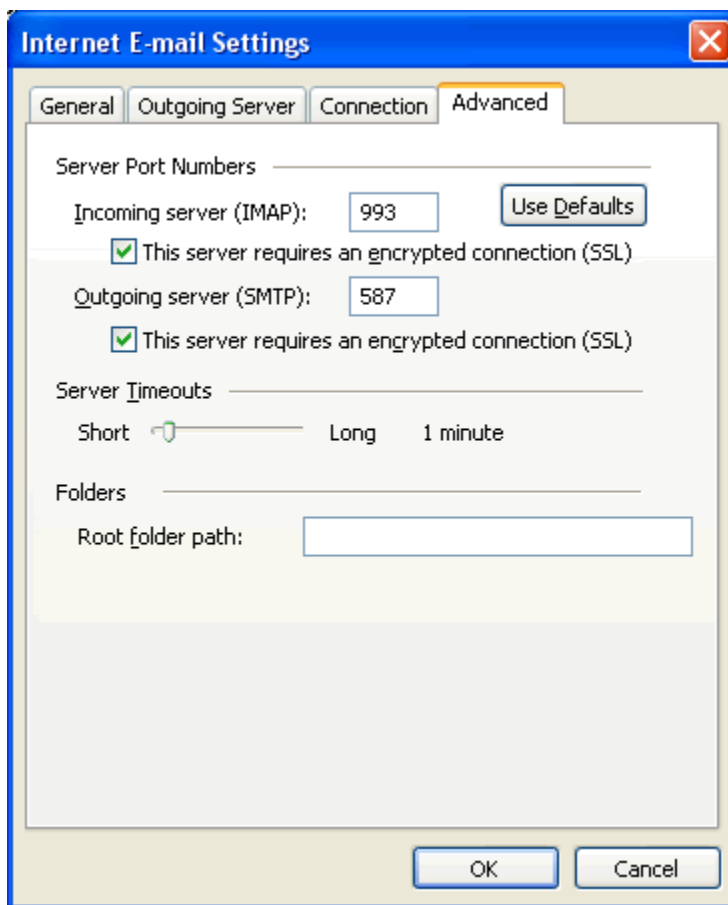 Internet E-mail Settings
General Outgoing Server Connection Advanced
Server Port Numbers
Incoming server (IMAP): 993 Use Defaults
This server requires an encrypted connection (SSL)
Outgoing server (SMTP): 587
This server requires an encrypted connection (SSL)
Server Timeouts
Short Long 1 minute
Folders
Root folder path:
OK Cancel